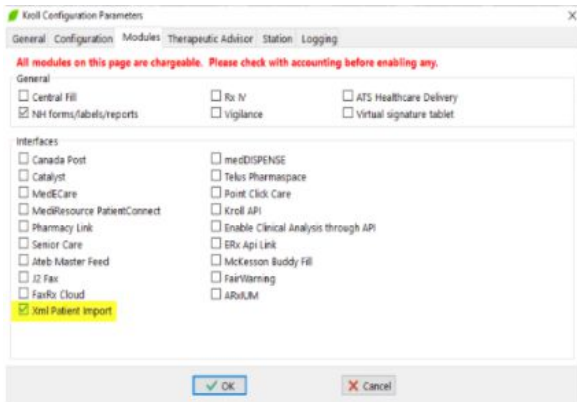 Kroll Configuration Parameters
General Configuration Modules Therapeutic Advisor Station Logging
All modules on this page are chargeable. Please check with accounting before enabling any.
General
Central Fill Rx IV ATS Healthcare Delivery
NH forms/labels/reports Vigilance Virtual signature tablet
Interfaces
Canada Post medDISPENSE
Catalyst Telus Pharmaspace
MedECare Point Click Care
MediResource PatientConnect Kroll API
Pharmacy Link Enable Clinical Analysis through API
Senior Care ERx Api Link
Ateb Master Feed McKesson Buddy Fill
J2 Fax FairWarning
FaxRx Cloud ARxIUM
Xml Patient Import
OK Cancel